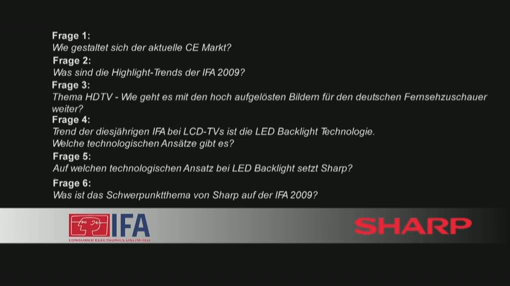 Frage 1:
Wie gestaltet sich der aktuelle CE Markt?
Frage 2:
Was sind die Highlight-Trends der IFA 2009?
Frage 3:
Thema HDTV - Wie geht es mit den hoch aufgelösten Bildern für den deutschen Fernsehzuschauer
weiter?
Frage 4:
Trend der diesjährigen IFA bei LCD-TVs ist die LED Backlight Technologie.
Welche technologischen Ansätze gibt es?
Frage 5:
Auf welchen technologischen Ansatz bei LED Backlight setzt Sharp?
Frage 6:
Was ist das Schwerpunktthema von Sharp auf der IFA 2009?
IFA
SHARP